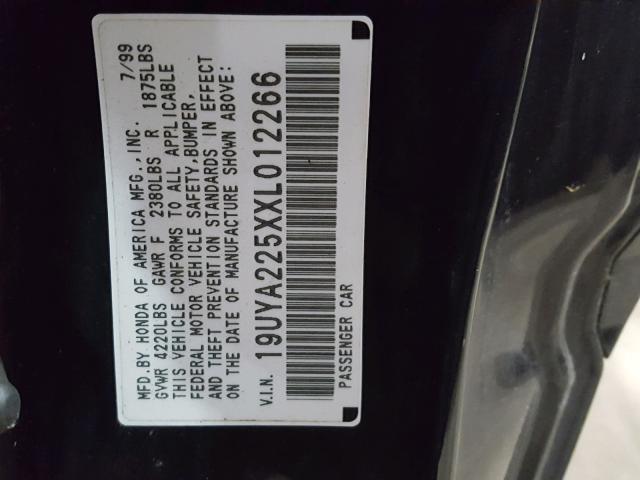 MFD.BY HONDA OF AMERICA MFG.,INC. 7/99
GVWR 4220LBS GAWR F 2380LBS R 1875LBS
THIS VEHICLE CONFORMS TO ALL APPLICABLE
FEDERAL MOTOR VEHICLE SAFETY,BUMPER,
AND THEFT PREVENTION STANDARDS IN EFFECT
ON THE DATE OF MANUFACTURE SHOWN ABOVE:
V.I.N. 19UYA225XXL012266
PASSENGER CAR